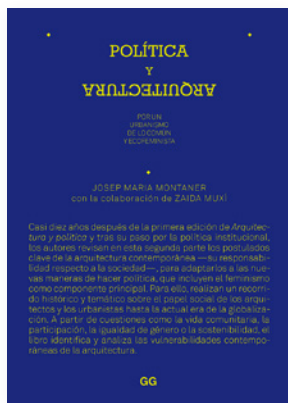 POLÍTICA
Y
ARQUITECTURA
POR UN
URBANISMO
DE LO COMÚN
Y ECOFEMINISTA
JOSEP MARIA MONTANER
con la colaboración de ZAIDA MUXÍ
Casi diez años después de la primera edición de Arquitec-
tura y política y tras su paso por la política institucional,
los autores revisan en esta segunda parte los postulados
clave de la arquitectura contemporánea —su responsabi-
lidad respecto a la sociedad—, para adaptarlos a las nue-
vas maneras de hacer política, que incluyen el feminismo
como componente principal. Para ello, realizan un recorri-
do histórico y temático sobre el papel social de los arqui-
tectos y los urbanistas hasta la actual era de la globaliza-
ción. A partir de cuestiones como la vida comunitaria, la
participación, la igualdad de género o la sostenibilidad, el
libro identifica y analiza las vulnerabilidades contempo-
ráneas de la arquitectura.
GG